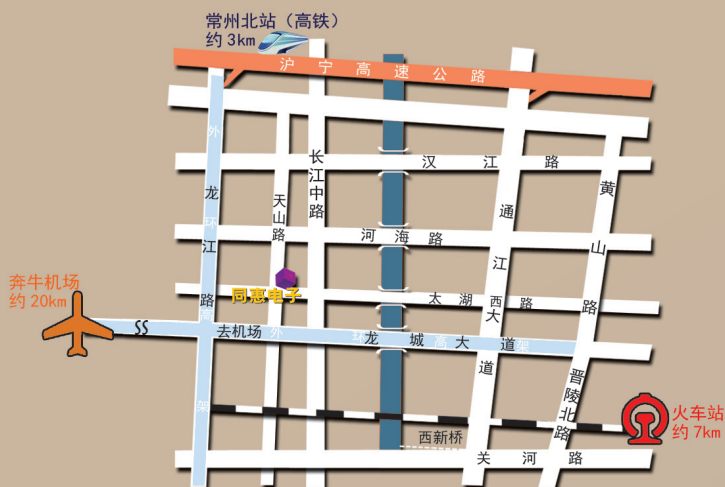 常州北站（高铁）
约 3km
沪宁高速公路
外环高架
龙江路
天山路
长江中路
汉江路
通江大道
黄山路
河海路
同惠电子
太湖西路
奔牛机场
约 20km
去机场
外环高架
龙城大道
晋陵北路
火车站
约 7km
西新桥
关河路